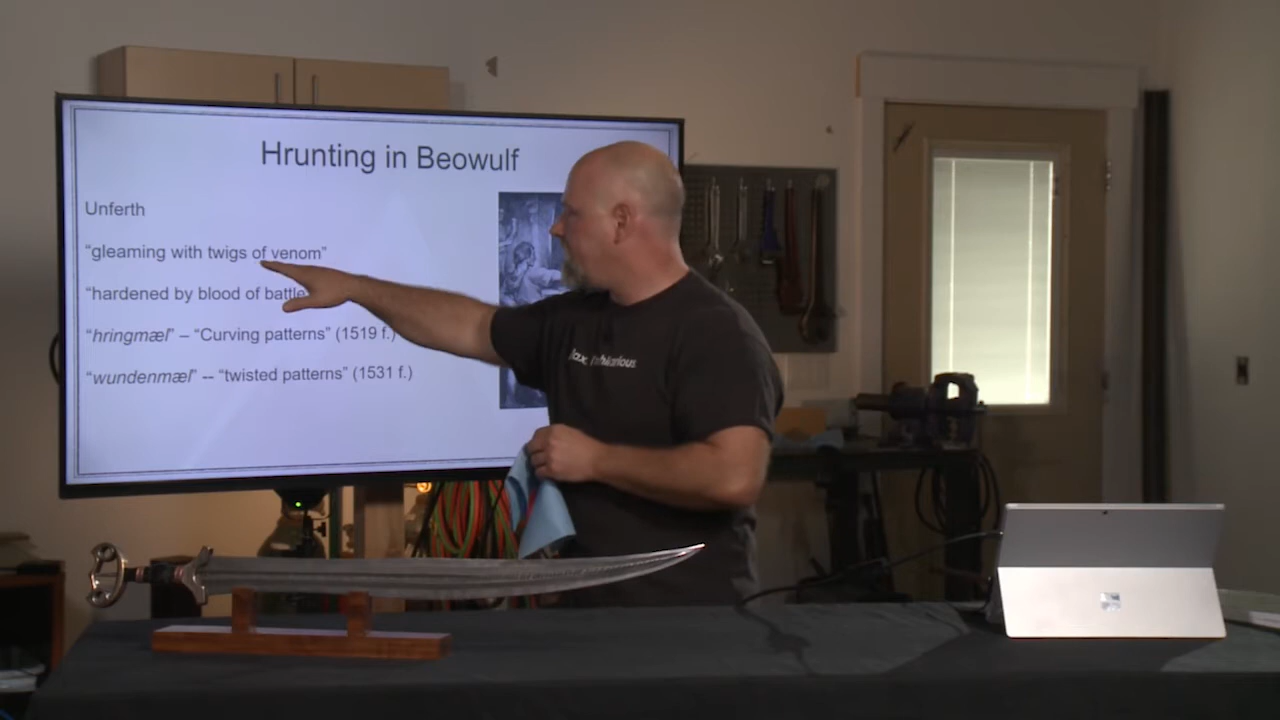 Hrunting in Beowulf
Unferth
“gleaming with twigs of venom”
“hardened by blood of battle
“hringmæl” – “Curving patterns” (1519 f.)
“wundenmæl” -- “twisted patterns” (1531 f.)